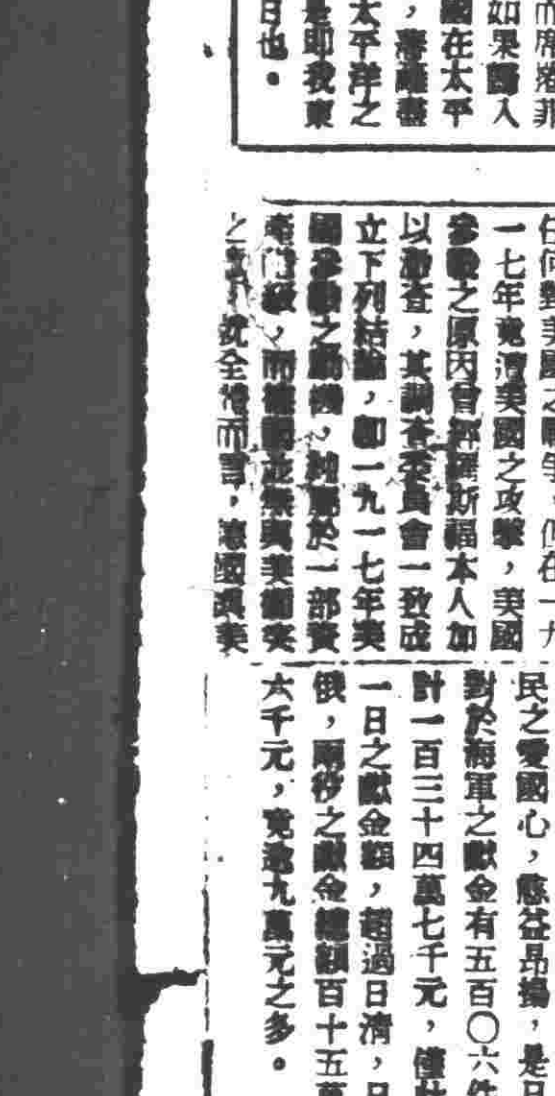 而席落菲
如果歸入
國在太平
，藩離盡
太平洋之
是即我東
日也。
任何對美國之戰爭，但在一九
一七年竟遭美國之攻擊，美國
參戰之原因曾經羅斯福本人加
以調查，其調查委員會一致成
立下列結論，即一九一七年美
國參戰之動機，純屬於一部資
產階級，而德國並無與美衝突
之意，就全體而言，德國與美
民之愛國心，愈益昂揚，是日
對於海軍之獻金有五百〇六件
計一百三十四萬七千元，僅此
一日之獻金額，超過日清，日
俄，兩役之獻金總額百十五萬
六千元，竟逾九萬元之多。